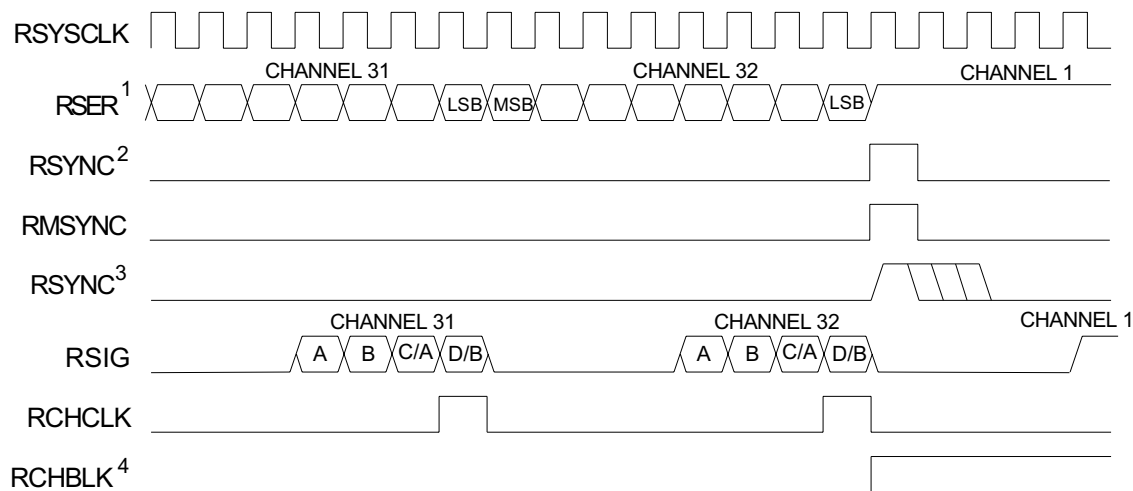 RSYSCLK
CHANNEL 31 CHANNEL 32 CHANNEL 1
RSER1 LSB MSB LSB
RSYNC2
RMSYNC
RSYNC3
CHANNEL 31 CHANNEL 32 CHANNEL 1
RSIG A B C/A D/B A B C/A D/B
RCHCLK
RCHBLK4